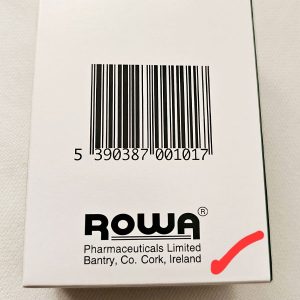 5 390387 001017
ROWA®
Pharmaceuticals Limited
Bantry, Co. Cork, Ireland